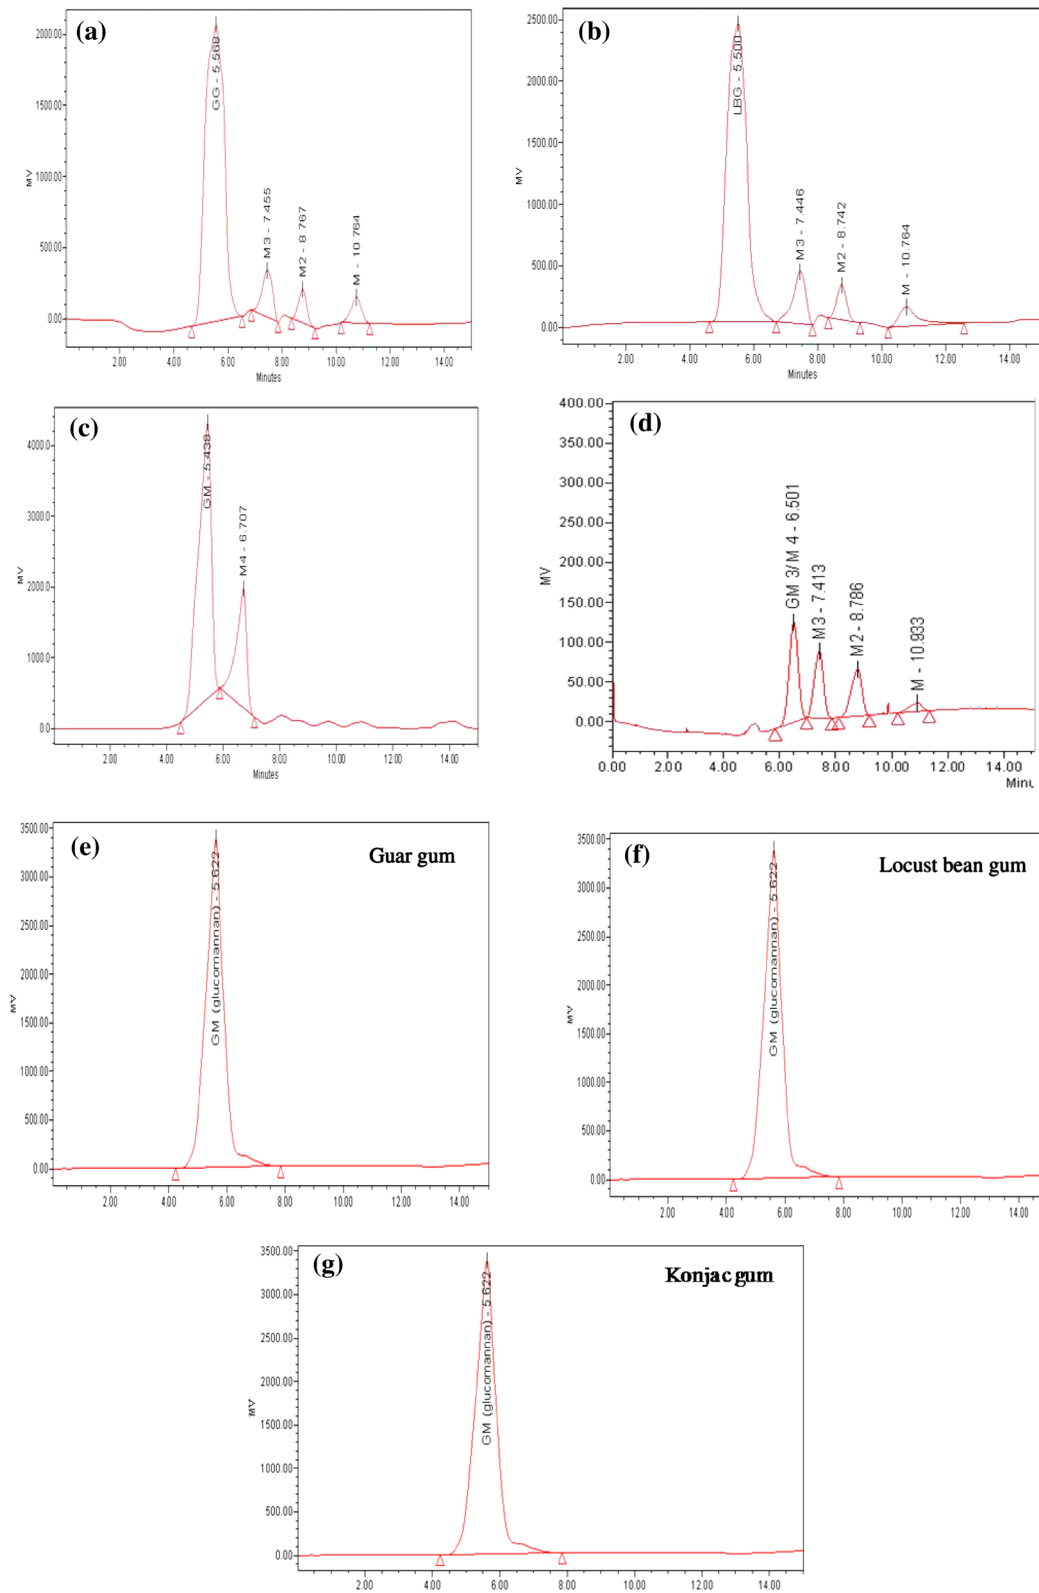 (a)
2000.00
1500.00
1000.00
500.00
0.00
MV
GG - 5.568
M3 - 7.455
M2 - 8.767
M - 10.764
0.00 2.00 4.00 6.00 8.00 10.00 12.00 14.00
Minutes
(b)
2500.00
2000.00
1500.00
1000.00
500.00
0.00
MV
LBG - 5.500
M3 - 7.446
M2 - 8.742
M - 10.764
2.00 4.00 6.00 8.00 10.00 12.00 14.00
Minutes
(c)
4000.0
3000.0
2000.0
1000.0
0.0
MV
GM - 5.438
M4 - 6.707
2.00 4.00 6.00 8.00 10.00 12.00 14.00
Minutes
(d)
400.00
350.00
300.00
250.00
200.00
150.00
100.00
50.00
0.00
MV
GM 3/ M 4 - 6.501
M3 - 7.413
M2 - 8.786
M - 10.933
0.00 2.00 4.00 6.00 8.00 10.00 12.00 14.00
Minu
(e)
Guar gum
3500.00
3000.00
2500.00
2000.00
1500.00
1000.00
500.00
0.00
MV
GM (glucomannan) - 5.622
2.00 4.00 6.00 8.00 10.00 12.00 14.00
(f)
Locust bean gum
3500.00
3000.00
2500.00
2000.00
1500.00
1000.00
500.00
0.00
MV
GM (glucomannan) - 5.622
2.00 4.00 6.00 8.00 10.00 12.00 14.00
(g)
Konjac gum
3500.00
3000.00
2500.00
2000.00
1500.00
1000.00
500.00
0.00
MV
GM (glucomannan) - 5.622
2.00 4.00 6.00 8.00 10.00 12.00 14.00